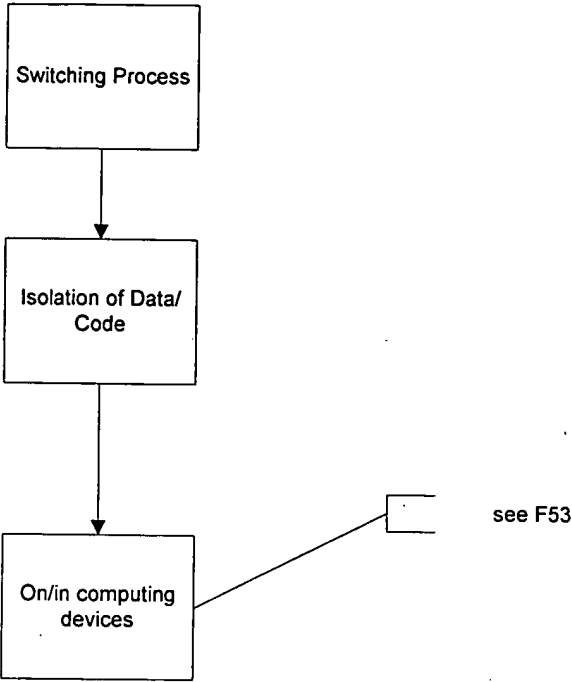 Switching Process
Isolation of Data/
Code
see F53
On/in computing
devices